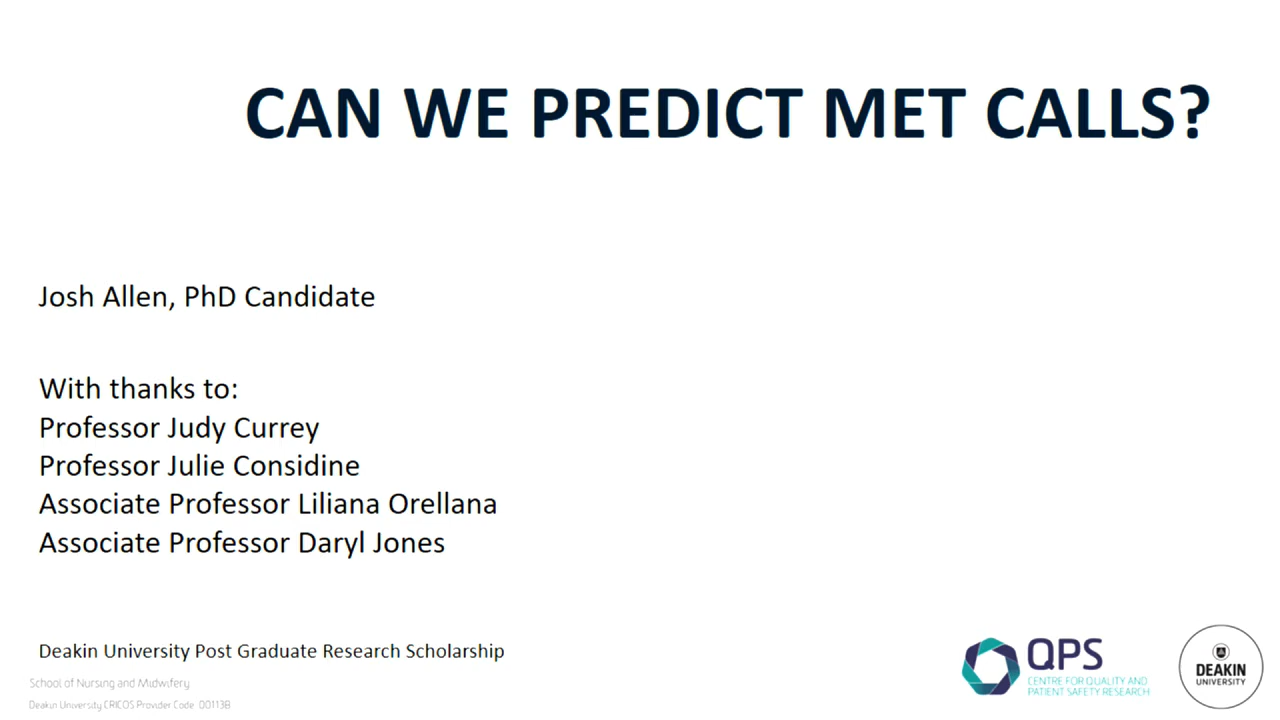 CAN WE PREDICT MET CALLS?
Josh Allen, PhD Candidate
With thanks to:
Professor Judy Currey
Professor Julie Considine
Associate Professor Liliana Orellana
Associate Professor Daryl Jones
Deakin University Post Graduate Research Scholarship
School of Nursing and Midwifery
Deakin University CRICOS Provider Code 00113B
QPS
CENTRE FOR QUALITY AND
PATIENT SAFETY RESEARCH
DEAKIN
UNIVERSITY